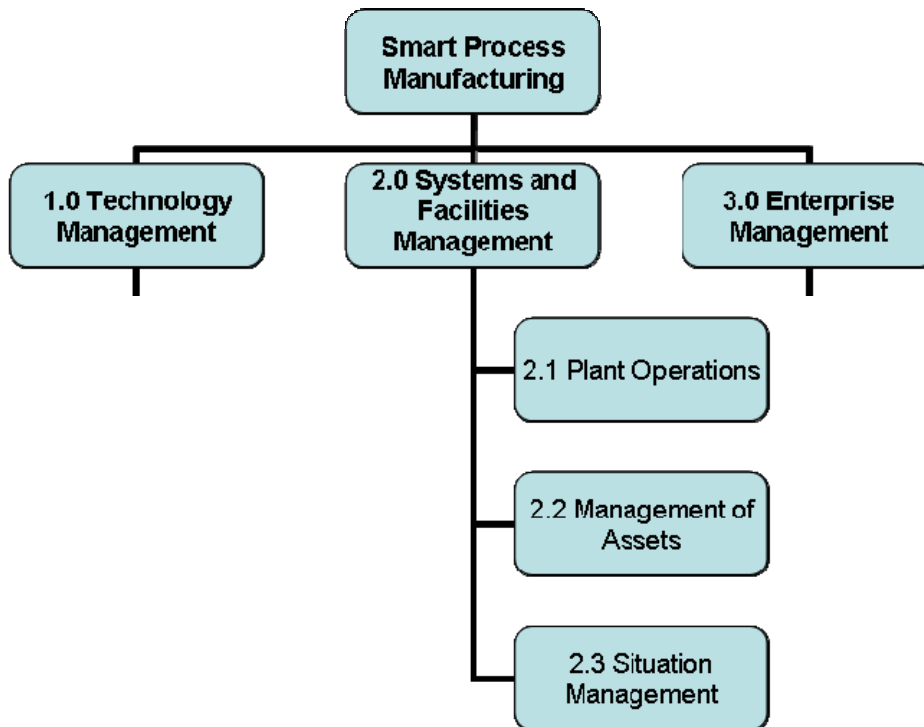 Smart Process
Manufacturing
1.0 Technology
Management
2.0 Systems and
Facilities
Management
3.0 Enterprise
Management
2.1 Plant Operations
2.2 Management of
Assets
2.3 Situation
Management